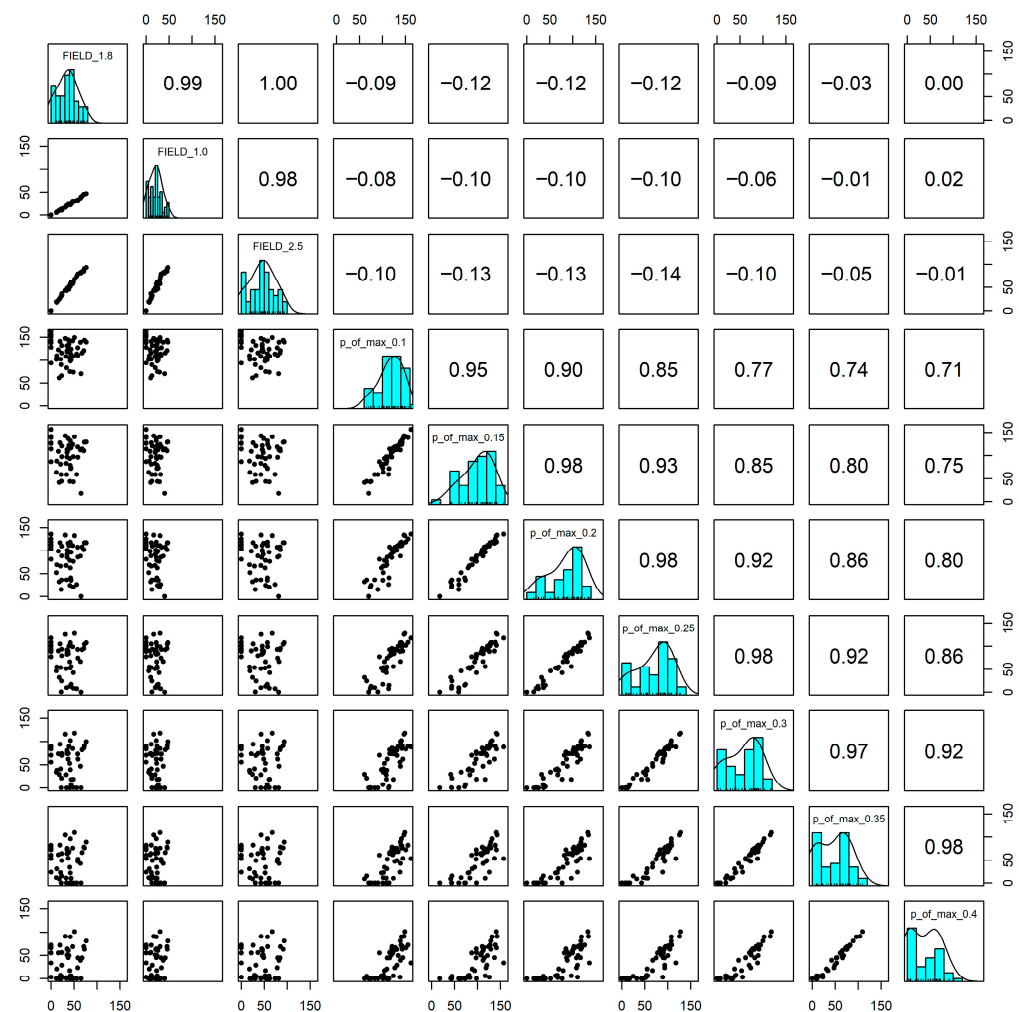 0 50 150 0 50 150 0 50 150 0 50 150 0 50 150
FIELD_1.8 0.99 1.00 −0.09 −0.12 −0.12 −0.12 −0.09 −0.03 0.00 0 50 150
0 50 150 FIELD_1.0 0.98 −0.08 −0.10 −0.10 −0.10 −0.06 −0.01 0.02
FIELD_2.5 −0.10 −0.13 −0.13 −0.14 −0.10 −0.05 −0.01 0 50 150
0 50 150 p_of_max_0.1 0.95 0.90 0.85 0.77 0.74 0.71
p_of_max_0.15 0.98 0.93 0.85 0.80 0.75 0 50 150
0 50 150 p_of_max_0.2 0.98 0.92 0.86 0.80
p_of_max_0.25 0.98 0.92 0.86 0 50 150
0 50 150 p_of_max_0.3 0.97 0.92
p_of_max_0.35 0.98 0 50 150
0 50 150 p_of_max_0.4
0 50 150 0 50 150 0 50 150 0 50 150 0 50 150